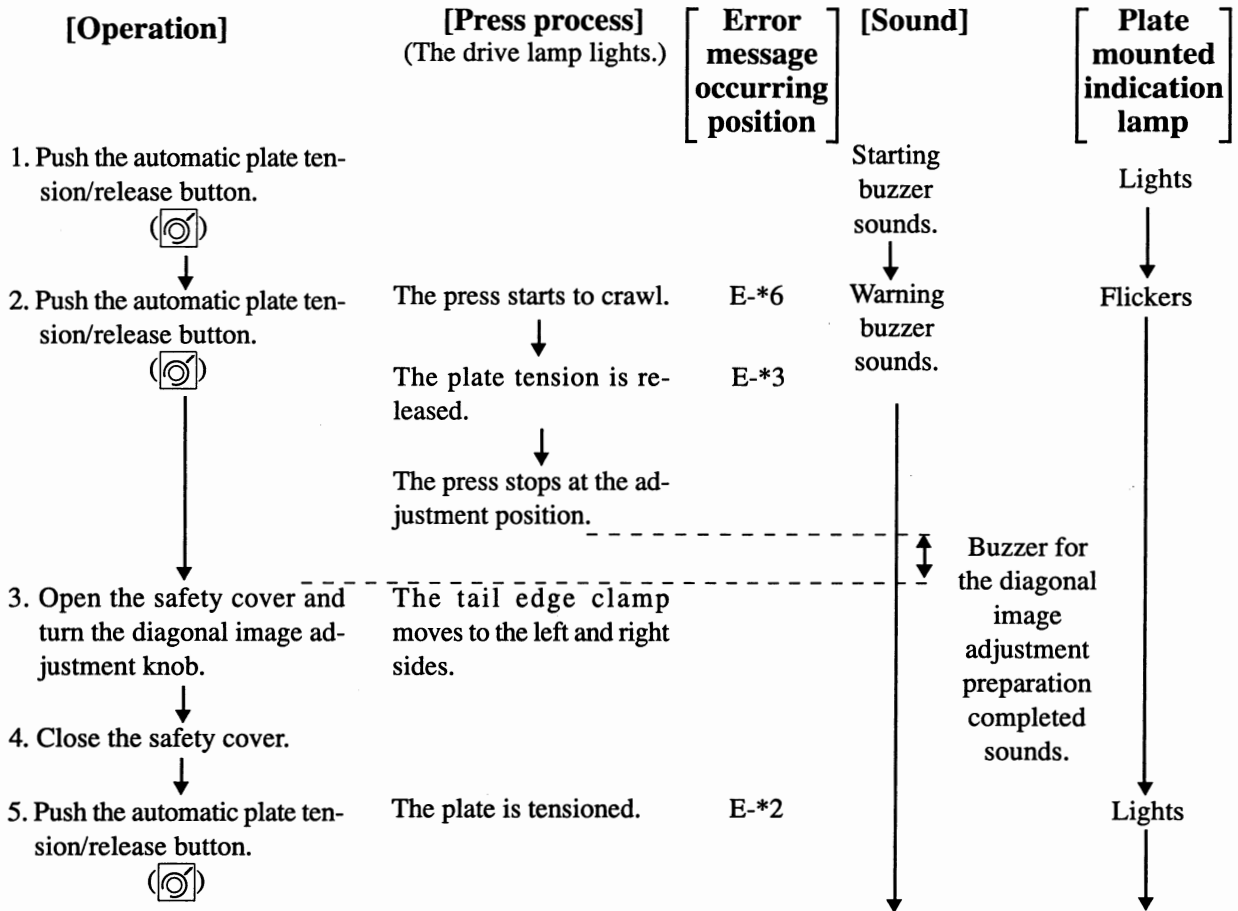 [Operation]
[Press process]
(The drive lamp lights.)
Error
message
occurring
position
[Sound]
Plate
mounted
indication
lamp
1. Push the automatic plate ten-
sion/release button.
Starting
buzzer
sounds.
Lights
2. Push the automatic plate ten-
sion/release button.
The press starts to crawl.
E-*6
Warning
buzzer
sounds.
Flickers
The plate tension is re-
leased.
E-*3
The press stops at the ad-
justment position.
Buzzer for
the diagonal
image
adjustment
preparation
completed
sounds.
3. Open the safety cover and
turn the diagonal image ad-
justment knob.
The tail edge clamp
moves to the left and right
sides.
4. Close the safety cover.
5. Push the automatic plate ten-
sion/release button.
The plate is tensioned.
E-*2
Lights